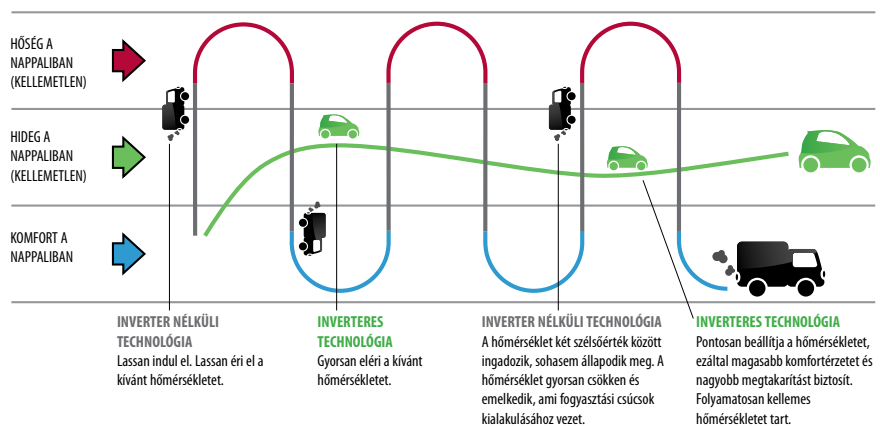 HŐSÉG A
NAPPALIBAN
(KELLEMETLEN)
HIDEG A
NAPPALIBAN
(KELLEMETLEN)
KOMFORT A
NAPPALIBAN
INVERTER NÉLKÜLI
TECHNOLÓGIA
Lassan indul el. Lassan éri el a
kívánt hőmérsékletet.
INVERTERES
TECHNOLÓGIA
Gyorsan eléri a kívánt
hőmérsékletet.
INVERTER NÉLKÜLI TECHNOLÓGIA
A hőmérséklet két szélsőérték között
ingadozik, sohasem állapodik meg. A
hőmérséklet gyorsan csökken és
emelkedik, ami fogyasztási csúcsok
kialakulásához vezet.
INVERTERES TECHNOLÓGIA
Pontosan beállítja a hőmérsékletet,
ezáltal magasabb komfortérzetet és
nagyobb megtakarítást biztosít.
Folyamatosan kellemes
hőmérsékletet tart.